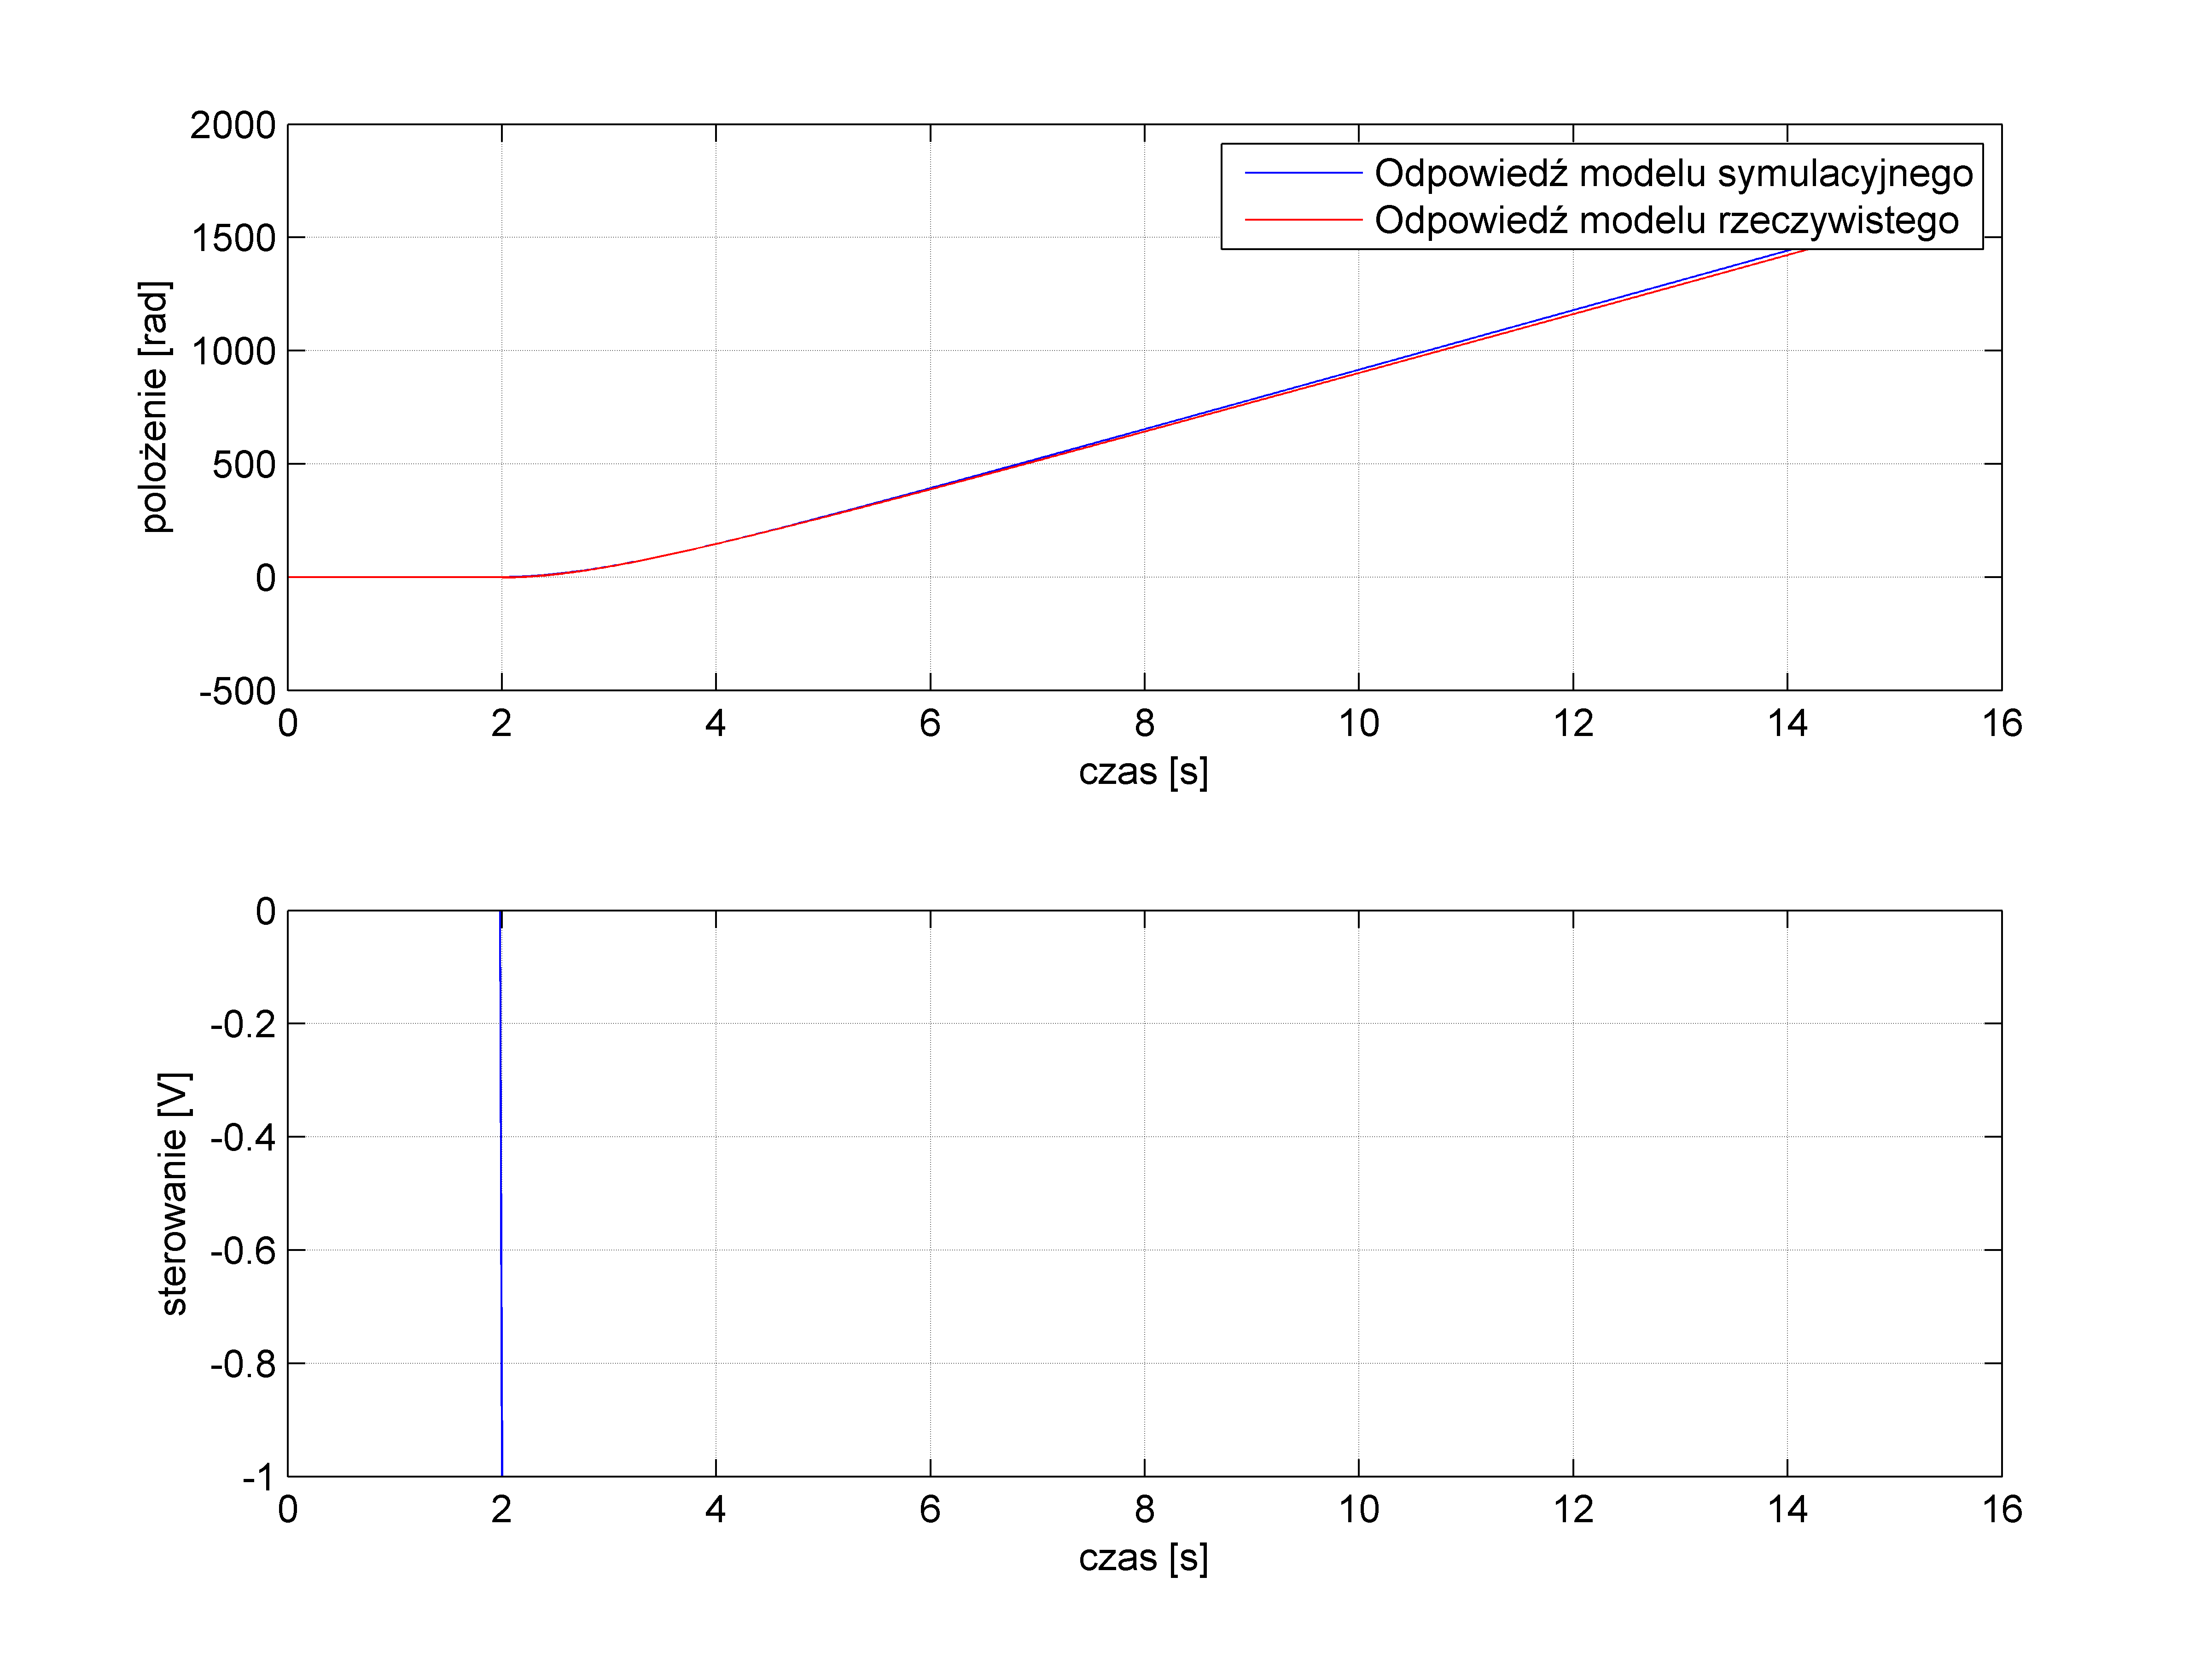 2000
1500
1000
500
0
-500
położenie [rad]
Odpowiedź modelu symulacyjnego
Odpowiedź modelu rzeczywistego
0 2 4 6 8 10 12 14 16
czas [s]
0
-0.2
-0.4
-0.6
-0.8
-1
sterowanie [V]
0 2 4 6 8 10 12 14 16
czas [s]